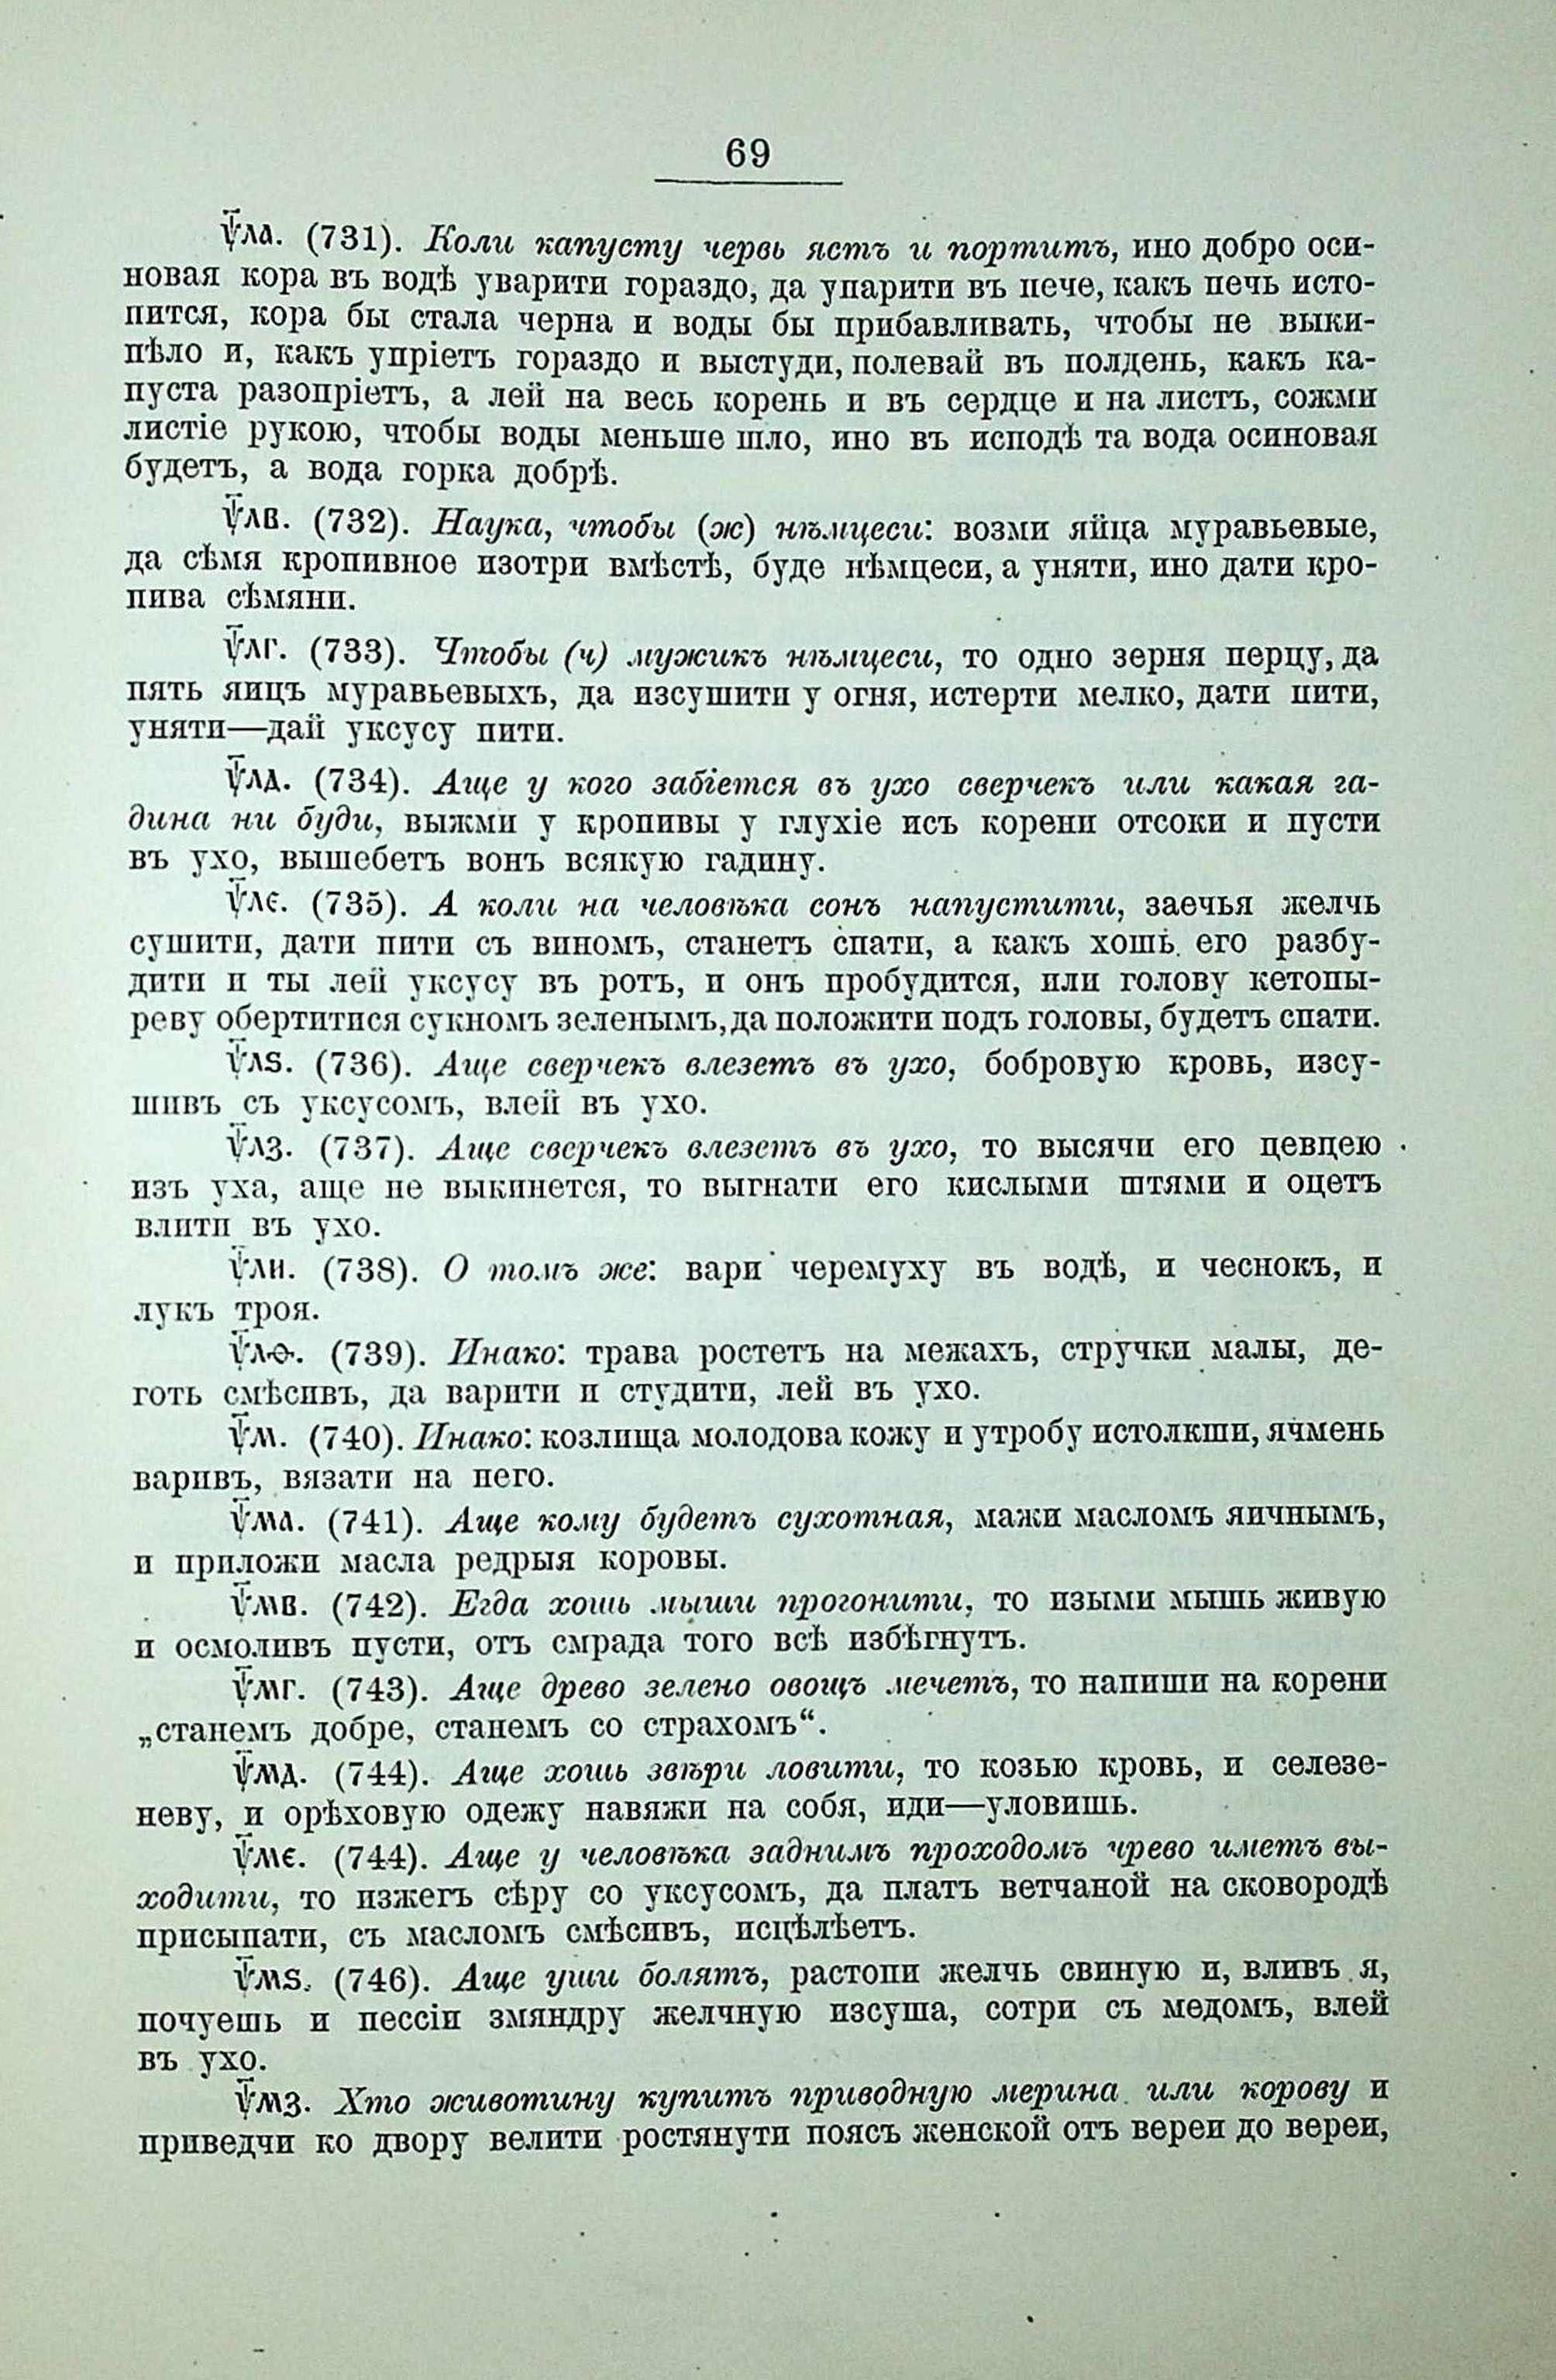 69
ѰЛА. (731). Коли капусту червь ястъ и портитъ, ино добро оси-
новая кора въ водѣ уварити гораздо, да упарити въ пече, какъ печь исто-
пится, кора бы стала черна и воды бы прибавливать, чтобы не выки-
пѣло и, какъ упріетъ гораздо и выстуди, полевай въ полдень, какъ ка-
пуста разопріетъ, а лей на весь корень и въ сердце и на листъ, сожми
листіе рукою, чтобы воды меньше шло, ино въ исподѣ та вода осиновая
будетъ, а вода горка добрѣ.
ѰЛВ. (732). Наука, чтобы (ж) нѣмцеси: возми яйца муравьевые,
да сѣмя кропивное изотри вмѣстѣ, буде нѣмцеси, а уняти, ино дати кро-
пива сѣмяни.
ѰЛГ. (733). Чтобы (ч) мужикъ нѣмцеси, то одно зерня перцу, да
пять яицъ муравьевыхъ, да изсушити у огня, истерти мелко, дати пити,
уняти—дай уксусу пити.
ѰЛД. (734). Аще у кого забіется въ ухо сверчекъ или какая га-
дина ни буди, выжми у кропивы у глухіе исъ корени отсоки и пусти
въ ухо, вышебетъ вонъ всякую гадину.
ѰЛЄ. (735). А коли на человѣка сонъ напустити, заечья желчь
сушити, дати пити съ виномъ, станетъ спати, а какъ хошь его разбу-
дити и ты лей уксусу въ ротъ, и онъ пробудится, или голову кетопы-
реву обертитися сукномъ зеленымъ, да положити подъ головы, будетъ спати.
ѰЛЅ. (736). Аще сверчекъ влезетъ въ ухо, бобровую кровь, изсу-
шивъ съ уксусомъ, влей въ ухо.
ѰЛЗ. (737). Аще сверчекъ влезетъ въ ухо, то высячи его цевцею
изъ уха, аще не выкинется, то выгнати его кислыми штями и оцетъ
влити въ ухо.
ѰЛИ. (738). О томъ же: вари черемуху въ водѣ, и чеснокъ, и
лукъ троя.
ѰЛѲ. (739). Инако: трава ростетъ на межахъ, стручки малы, де-
готь смѣсивъ, да варити и студити, лей въ ухо.
ѰМ. (740). Инако: козлища молодова кожу и утробу истолкши, ячмень
варивъ, вязати на него.
ѰМА. (741). Аще кому будетъ сухотная, мажи масломъ яичнымъ,
и приложи масла редрыя коровы.
ѰМВ. (742). Егда хошь мыши прогонити, то изыми мышь живую
и осмоливъ пусти, отъ смрада того всѣ избѣгнутъ.
ѰМГ. (743). Аще древо зелено овощъ мечетъ, то напиши на корени
„станемъ добре, станемъ со страхомъ“.
ѰМД. (744). Аще хошь звѣри ловити, то козью кровь, и селезе-
неву, и орѣховую одежу навяжи на собя, иди—уловишь.
ѰМЄ. (744). Аще у человѣка заднимъ проходомъ чрево иметъ вы-
ходити, то изжегъ сѣру со уксусомъ, да платъ ветчаной на сковородѣ
присыпати, съ масломъ смѣсивъ, исцѣлѣетъ.
ѰМЅ. (746). Аще уши болятъ, растопи желчь свиную и, вливъ я,
почуешь и пессіи змяндру желчную изсуша, сотри съ медомъ, влей
въ ухо.
ѰМЗ. Хто животину купитъ приводную мерина или корову и
приведчи ко двору велити ростянути поясъ женской отъ вереи до вереи,